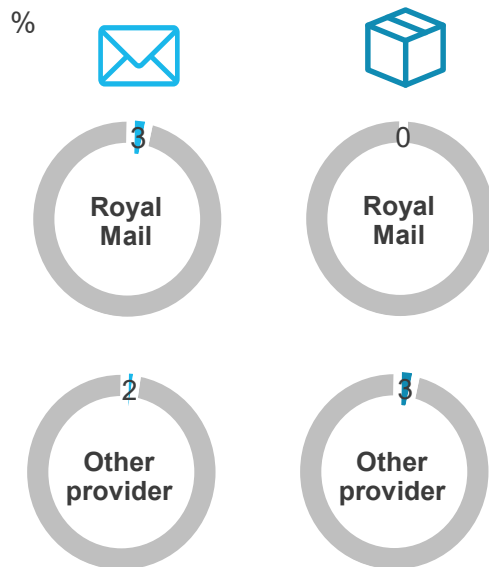 %
3
0
Royal
Mail
Royal
Mail
2
3
Other
provider
Other
provider